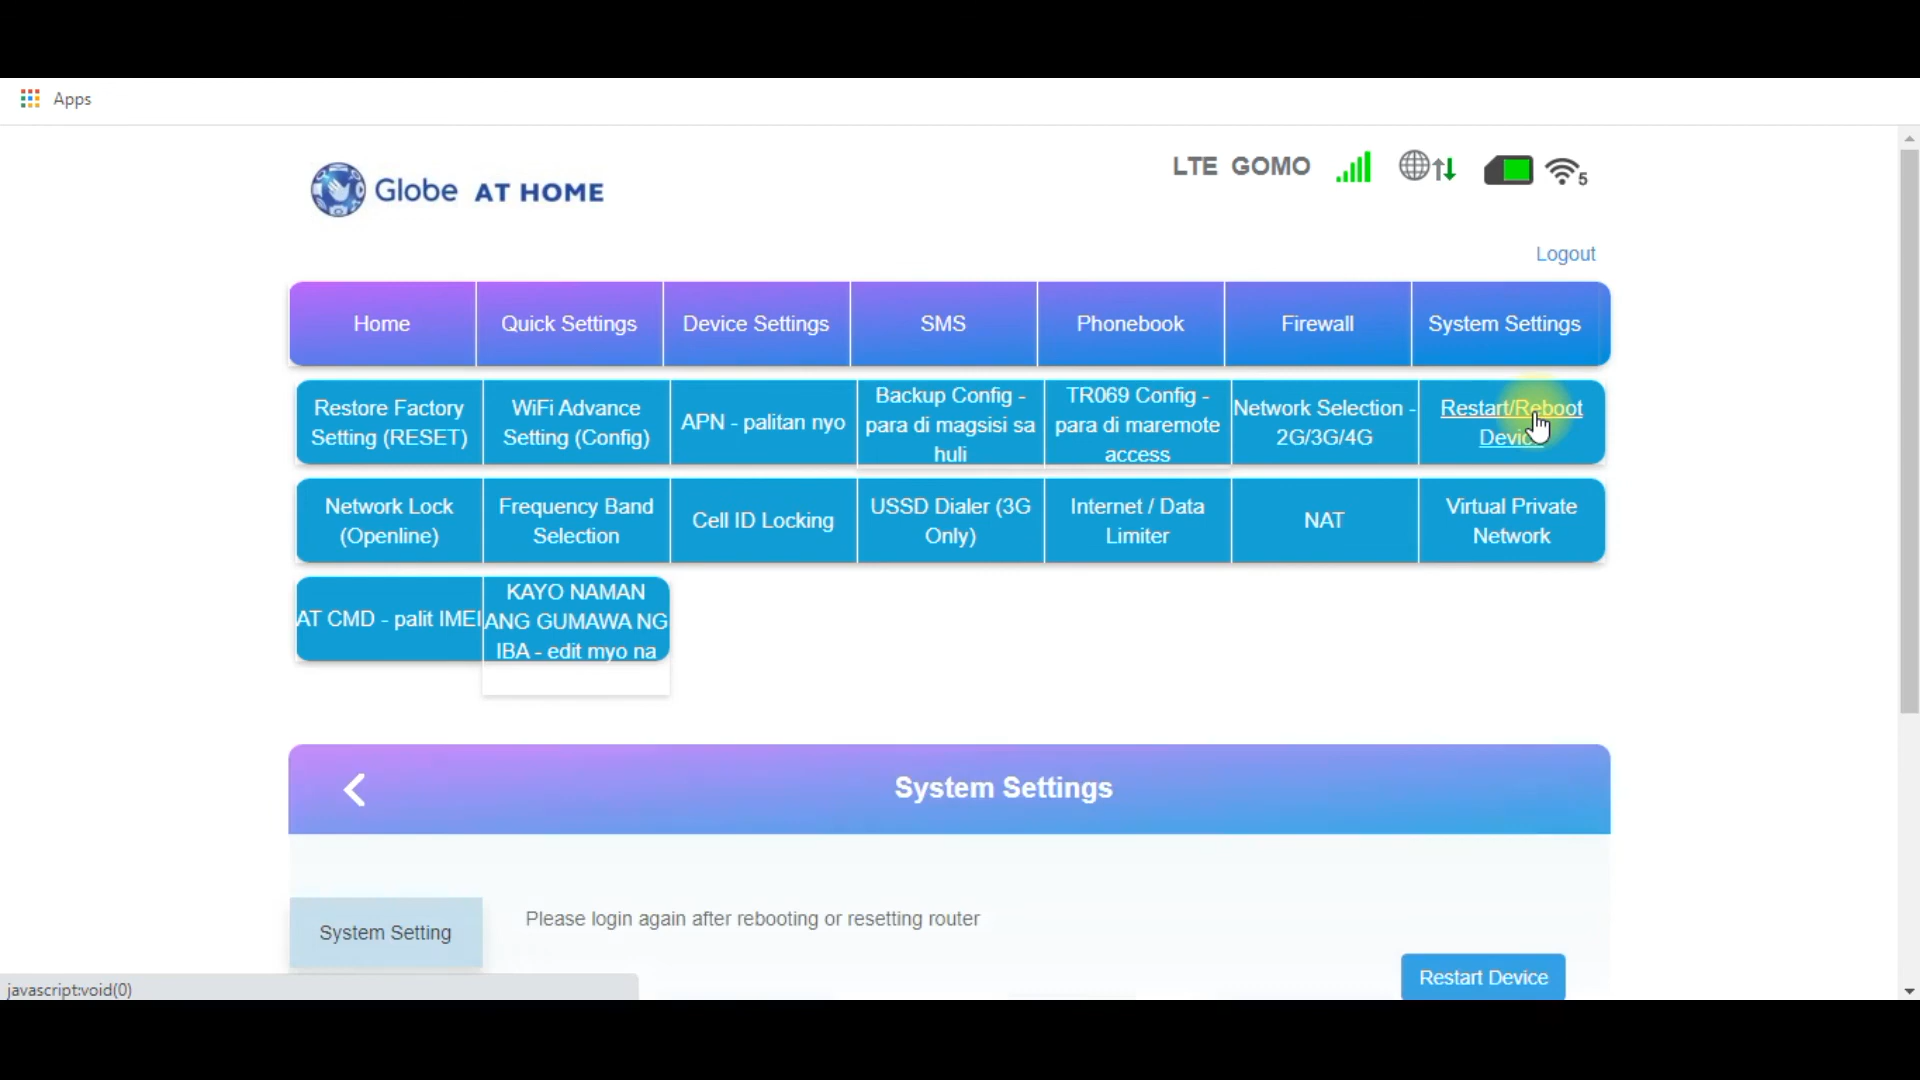 Apps
Globe AT HOME
LTE GOMO
5
Logout
Home
Quick Settings
Device Settings
SMS
Phonebook
Firewall
System Settings
Restore Factory
Setting (RESET)
WiFi Advance
Setting (Config)
APN - palitan nyo
Backup Config -
para di magsisi sa
huli
TR069 Config -
para di maremote
access
Network Selection -
2G/3G/4G
Restart/Reboot
Device
Network Lock
(Openline)
Frequency Band
Selection
Cell ID Locking
USSD Dialer (3G
Only)
Internet / Data
Limiter
NAT
Virtual Private
Network
AT CMD - palit IMEI
KAYO NAMAN
ANG GUMAWA NG
IBA - edit myo na
System Settings
System Setting
Please login again after rebooting or resetting router
Restart Device
javascript:void(0)